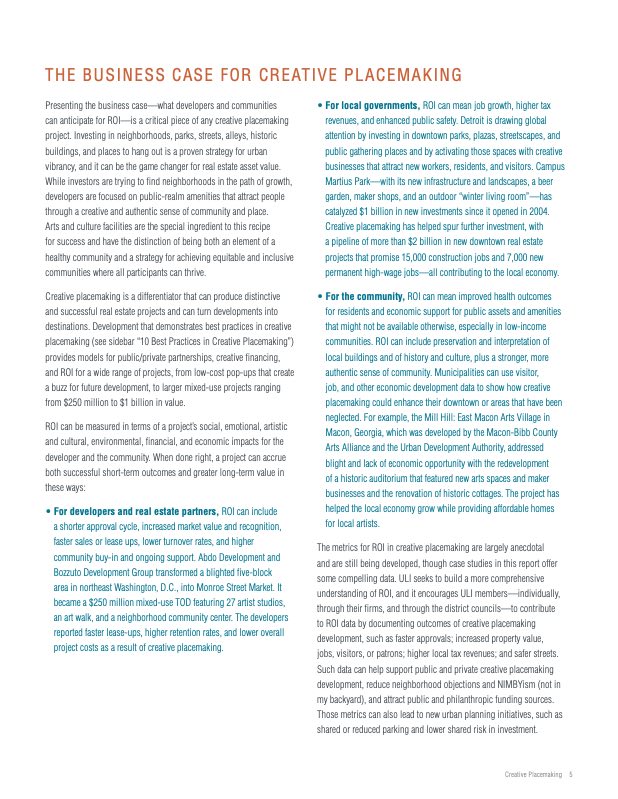 THE BUSINESS CASE FOR CREATIVE PLACEMAKING
Presenting the business case—what developers and communities
can anticipate for ROI—is a critical piece of any creative placemaking
project. Investing in neighborhoods, parks, streets, alleys, historic
buildings, and places to hang out is a proven strategy for urban
vibrancy, and it can be the game changer for real estate asset value.
While investors are trying to find neighborhoods in the path of growth,
developers are focused on public-realm amenities that attract people
through a creative and authentic sense of community and place.
Arts and culture facilities are the special ingredient to this recipe
for success and have the distinction of being both an element of a
healthy community and a strategy for achieving equitable and inclusive
communities where all participants can thrive.
Creative placemaking is a differentiator that can produce distinctive
and successful real estate projects and can turn developments into
destinations. Development that demonstrates best practices in creative
placemaking (see sidebar “10 Best Practices in Creative Placemaking”)
provides models for public/private partnerships, creative financing,
and ROI for a wide range of projects, from low-cost pop-ups that create
a buzz for future development, to larger mixed-use projects ranging
from $250 million to $1 billion in value.
ROI can be measured in terms of a project’s social, emotional, artistic
and cultural, environmental, financial, and economic impacts for the
developer and the community. When done right, a project can accrue
both successful short-term outcomes and greater long-term value in
these ways:
• For developers and real estate partners, ROI can include
a shorter approval cycle, increased market value and recognition,
faster sales or lease ups, lower turnover rates, and higher
community buy-in and ongoing support. Abdo Development and
Bozzuto Development Group transformed a blighted five-block
area in northeast Washington, D.C., into Monroe Street Market. It
became a $250 million mixed-use TOD featuring 27 artist studios,
an art walk, and a neighborhood community center. The developers
reported faster lease-ups, higher retention rates, and lower overall
project costs as a result of creative placemaking.
• For local governments, ROI can mean job growth, higher tax
revenues, and enhanced public safety. Detroit is drawing global
attention by investing in downtown parks, plazas, streetscapes, and
public gathering places and by activating those spaces with creative
businesses that attract new workers, residents, and visitors. Campus
Martius Park—with its new infrastructure and landscapes, a beer
garden, maker shops, and an outdoor “winter living room”—has
catalyzed $1 billion in new investments since it opened in 2004.
Creative placemaking has helped spur further investment, with
a pipeline of more than $2 billion in new downtown real estate
projects that promise 15,000 construction jobs and 7,000 new
permanent high-wage jobs—all contributing to the local economy.
• For the community, ROI can mean improved health outcomes
for residents and economic support for public assets and amenities
that might not be available otherwise, especially in low-income
communities. ROI can include preservation and interpretation of
local buildings and of history and culture, plus a stronger, more
authentic sense of community. Municipalities can use visitor,
job, and other economic development data to show how creative
placemaking could enhance their downtown or areas that have been
neglected. For example, the Mill Hill: East Macon Arts Village in
Macon, Georgia, which was developed by the Macon-Bibb County
Arts Alliance and the Urban Development Authority, addressed
blight and lack of economic opportunity with the redevelopment
of a historic auditorium that featured new arts spaces and maker
businesses and the renovation of historic cottages. The project has
helped the local economy grow while providing affordable homes
for local artists.
The metrics for ROI in creative placemaking are largely anecdotal
and are still being developed, though case studies in this report offer
some compelling data. ULI seeks to build a more comprehensive
understanding of ROI, and it encourages ULI members—individually,
through their firms, and through the district councils—to contribute
to ROI data by documenting outcomes of creative placemaking
development, such as faster approvals; increased property value,
jobs, visitors, or patrons; higher local tax revenues; and safer streets.
Such data can help support public and private creative placemaking
development, reduce neighborhood objections and NIMBYism (not in
my backyard), and attract public and philanthropic funding sources.
Those metrics can also lead to new urban planning initiatives, such as
shared or reduced parking and lower shared risk in investment.
Creative Placemaking 5